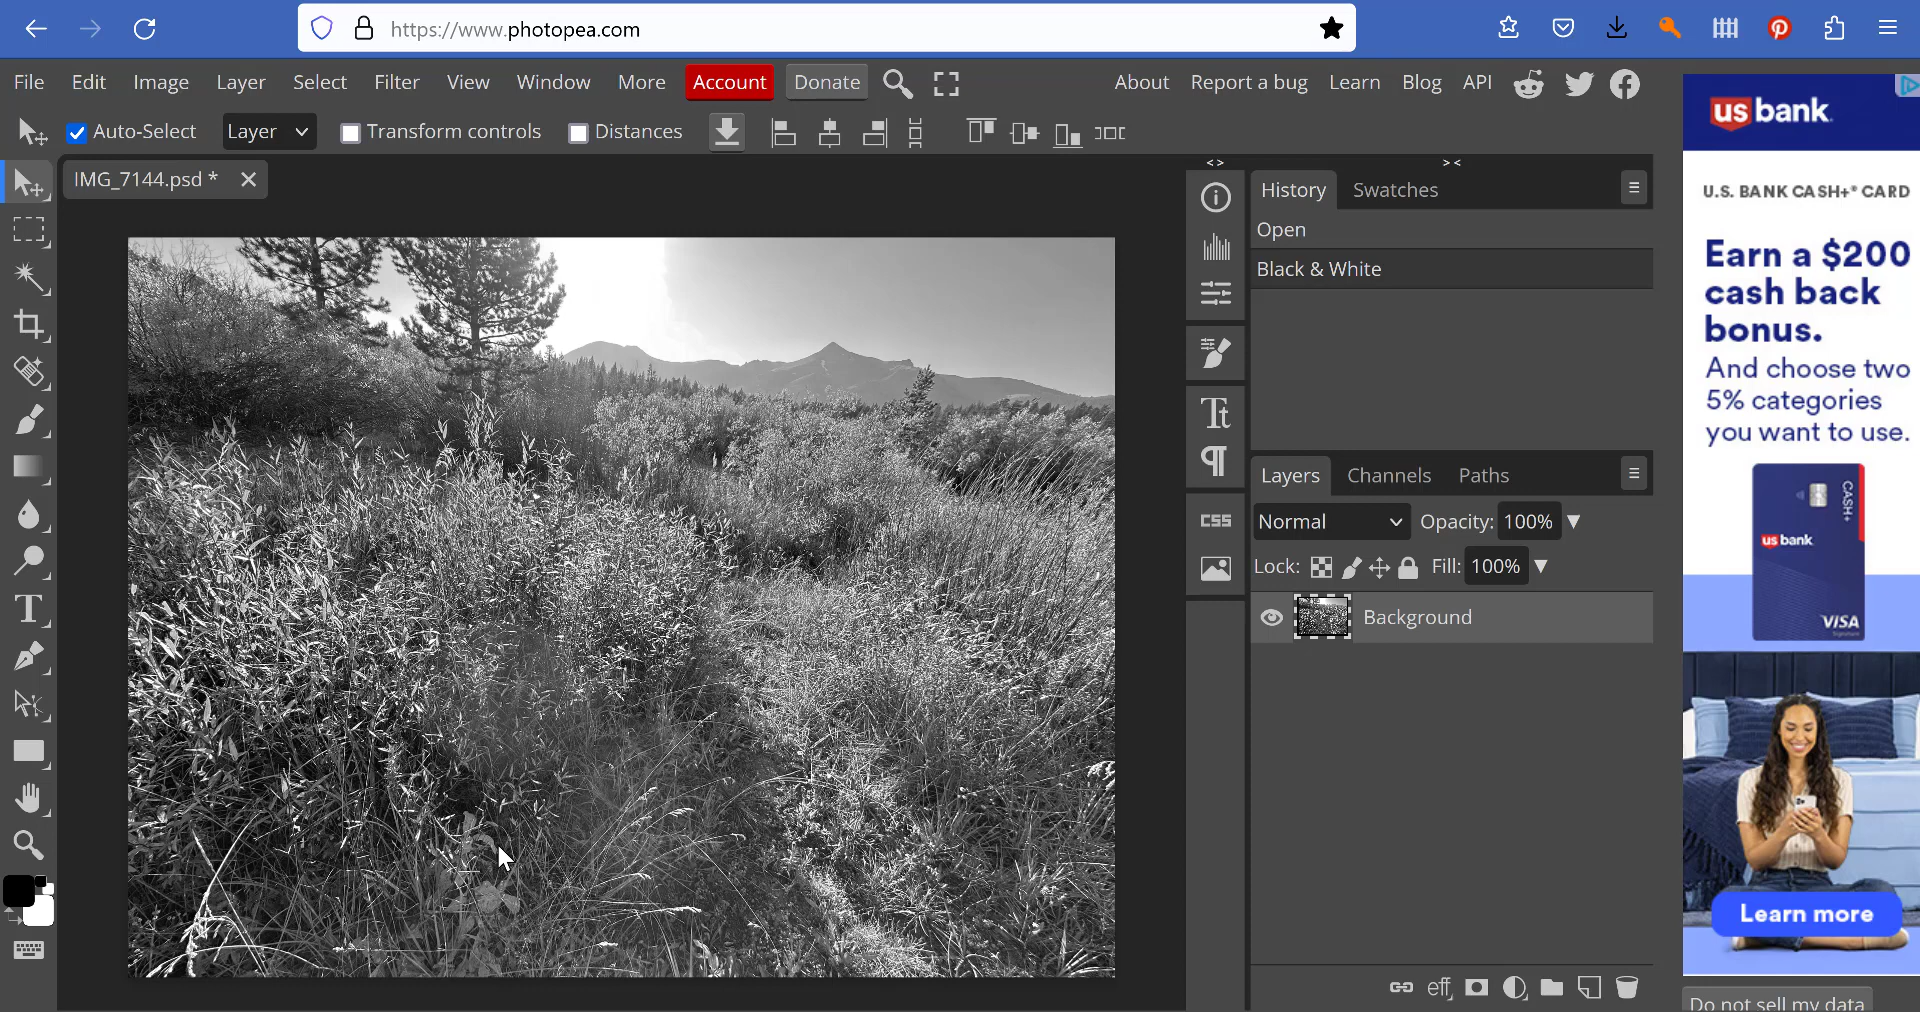 https://www.photopea.com
File Edit Image Layer Select Filter View Window More Account Donate About Report a bug Learn Blog API
Auto-Select Layer Transform controls Distances
IMG_7144.psd *
History Swatches
Open
Black & White
Layers Channels Paths
Normal Opacity: 100%
Lock: Fill: 100%
Background
Tt
CSS
T
eff
us bank.
U.S. BANK CASH+® CARD
Earn a $200
cash back
bonus.
And choose two
5% categories
you want to use.
CASH+
us bank
VISA
Learn more
Do not sell my data